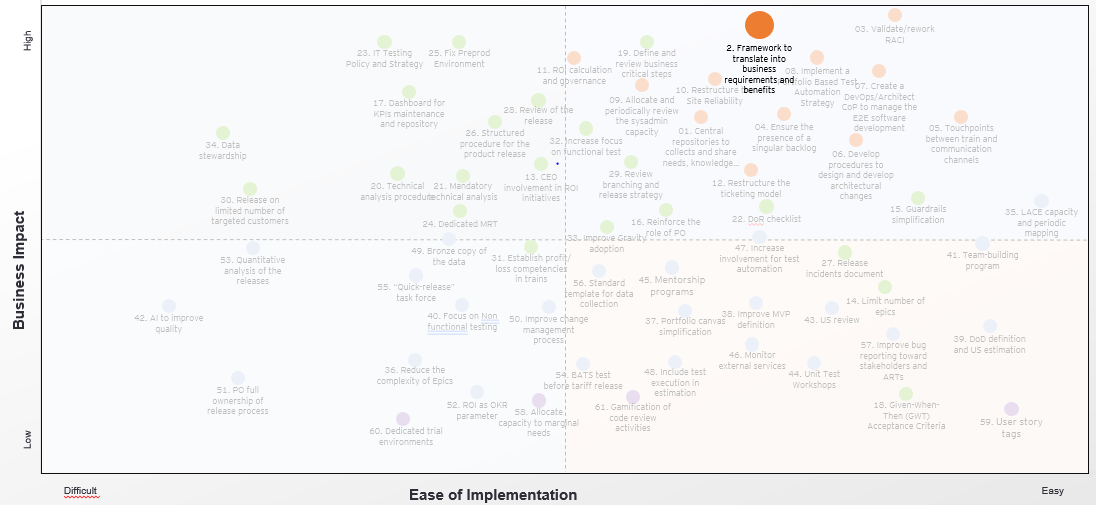 High
03. Validate/rework
RACI
23. IT Testing
Policy and Strategy
25. Fix Preprod
Environment
19. Define and
review business
critical steps
2. Framework to
translate into
business
requirements and
benefits
11. ROI calculation
and governance
08. Implement a
Portfolio Based Test
Automation
Strategy
10. Restructure
Site Reliability
07. Create a
DevOps/Architect
CoP to manage the
E2E software
development
17. Dashboard for
KPIs maintenance
and repository
28. Review of the
release
09. Allocate and
periodically review
the sysadmin
capacity
34. Data
stewardship
26. Structured
procedure for the
product release
32. Increase focus
on functional test
01. Central
repositories to
collects and share
needs, knowledge...
04. Ensure the
presence of a
singular backlog
05. Touchpoints
between train and
communication
channels
06. Develop
procedures to
design and develop
architectural
changes
20. Technical
analysis procedure
21. Mandatory
technical analysis
13. CEO
involvement in ROI
initiatives
29. Review
branching and
release strategy
12. Restructure the
ticketing model
30. Release on
limited number of
targeted customers
24. Dedicated MRT
16. Reinforce the
role of PO
22. DoR checklist
15. Guardrails
simplification
35. LACE capacity
and periodic
mapping
33. Improve Gravity
adoption
Business Impact
53. Quantitative
analysis of the
releases
49. Bronze copy of
the data
31. Establish profit/
loss competencies
in trains
47. Increase
involvement for test
automation
27. Release
incidents document
41. Team-building
program
55. "Quick-release"
task force
56. Standard
template for data
collection
45. Mentorship
programs
14. Limit number of
epics
42. AI to improve
quality
40. Focus on Non
functional testing
50. Improve change
management
process
37. Portfolio canvas
simplification
38. Improve MVP
definition
43. US review
39. DoD definition
and US estimation
57. Improve bug
reporting toward
stakeholders and
ARTs
36. Reduce the
complexity of Epics
54. BATS test
before tariff release
48. Include test
execution in
estimation
46. Monitor
external services
44. Unit Test
Workshops
51. PO full
ownership of
release process
52. ROI as OKR
parameter
58. Allocate
capacity to marginal
needs
61. Gamification of
code review
activities
18. Given-When-
Then (GWT)
Acceptance Criteria
59. User story
tags
60. Dedicated trial
environments
Low
Difficult
Ease of Implementation
Easy